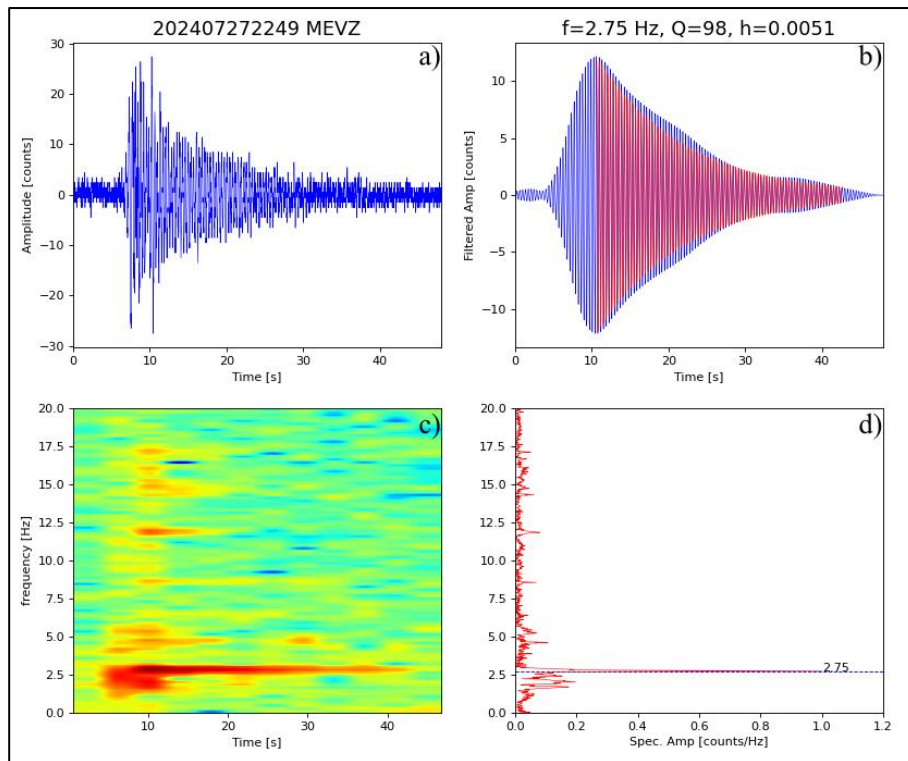 202407272249 MEVZ
f=2.75 Hz, Q=98, h=0.0051
a)
30
20
10
0
−10
−20
−30
Amplitude [counts]
0 10 20 30 40
Time [s]
b)
10
5
0
−5
−10
Filtered Amp [counts
0 10 20 30 40
Time [s]
c)
20.0
17.5
15.0
12.5
10.0
7.5
5.0
2.5
0.0
frequency [Hz]
10 20 30 40
Time [s]
d)
20.0
17.5
15.0
12.5
10.0
7.5
5.0
2.5
0.0
2.75
0.0 0.2 0.4 0.6 0.8 1.0 1.2
Spec. Amp [counts/Hz]